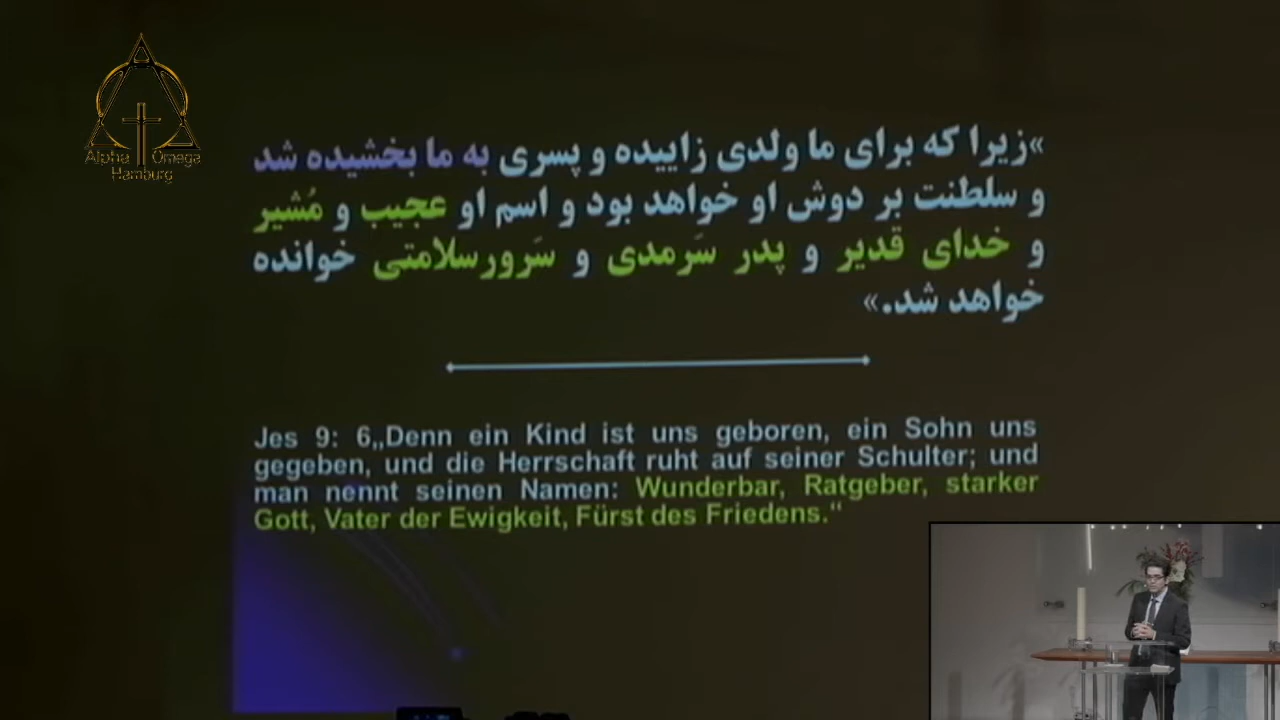 Alpha Omega
Hamburg
»زیرا که برای ما ولدی زاییده و پسری به ما بخشیده شد
و سلطنت بر دوش او خواهد بود و اسم او عجیب و مُشیر
و خدای قدیر و پدر سَرمدی و سَرورسلامتی خوانده
خواهد شد.»
Jes 9: 6„Denn ein Kind ist uns geboren, ein Sohn uns
gegeben, und die Herrschaft ruht auf seiner Schulter; und
man nennt seinen Namen: Wunderbar, Ratgeber, starker
Gott, Vater der Ewigkeit, Fürst des Friedens.“